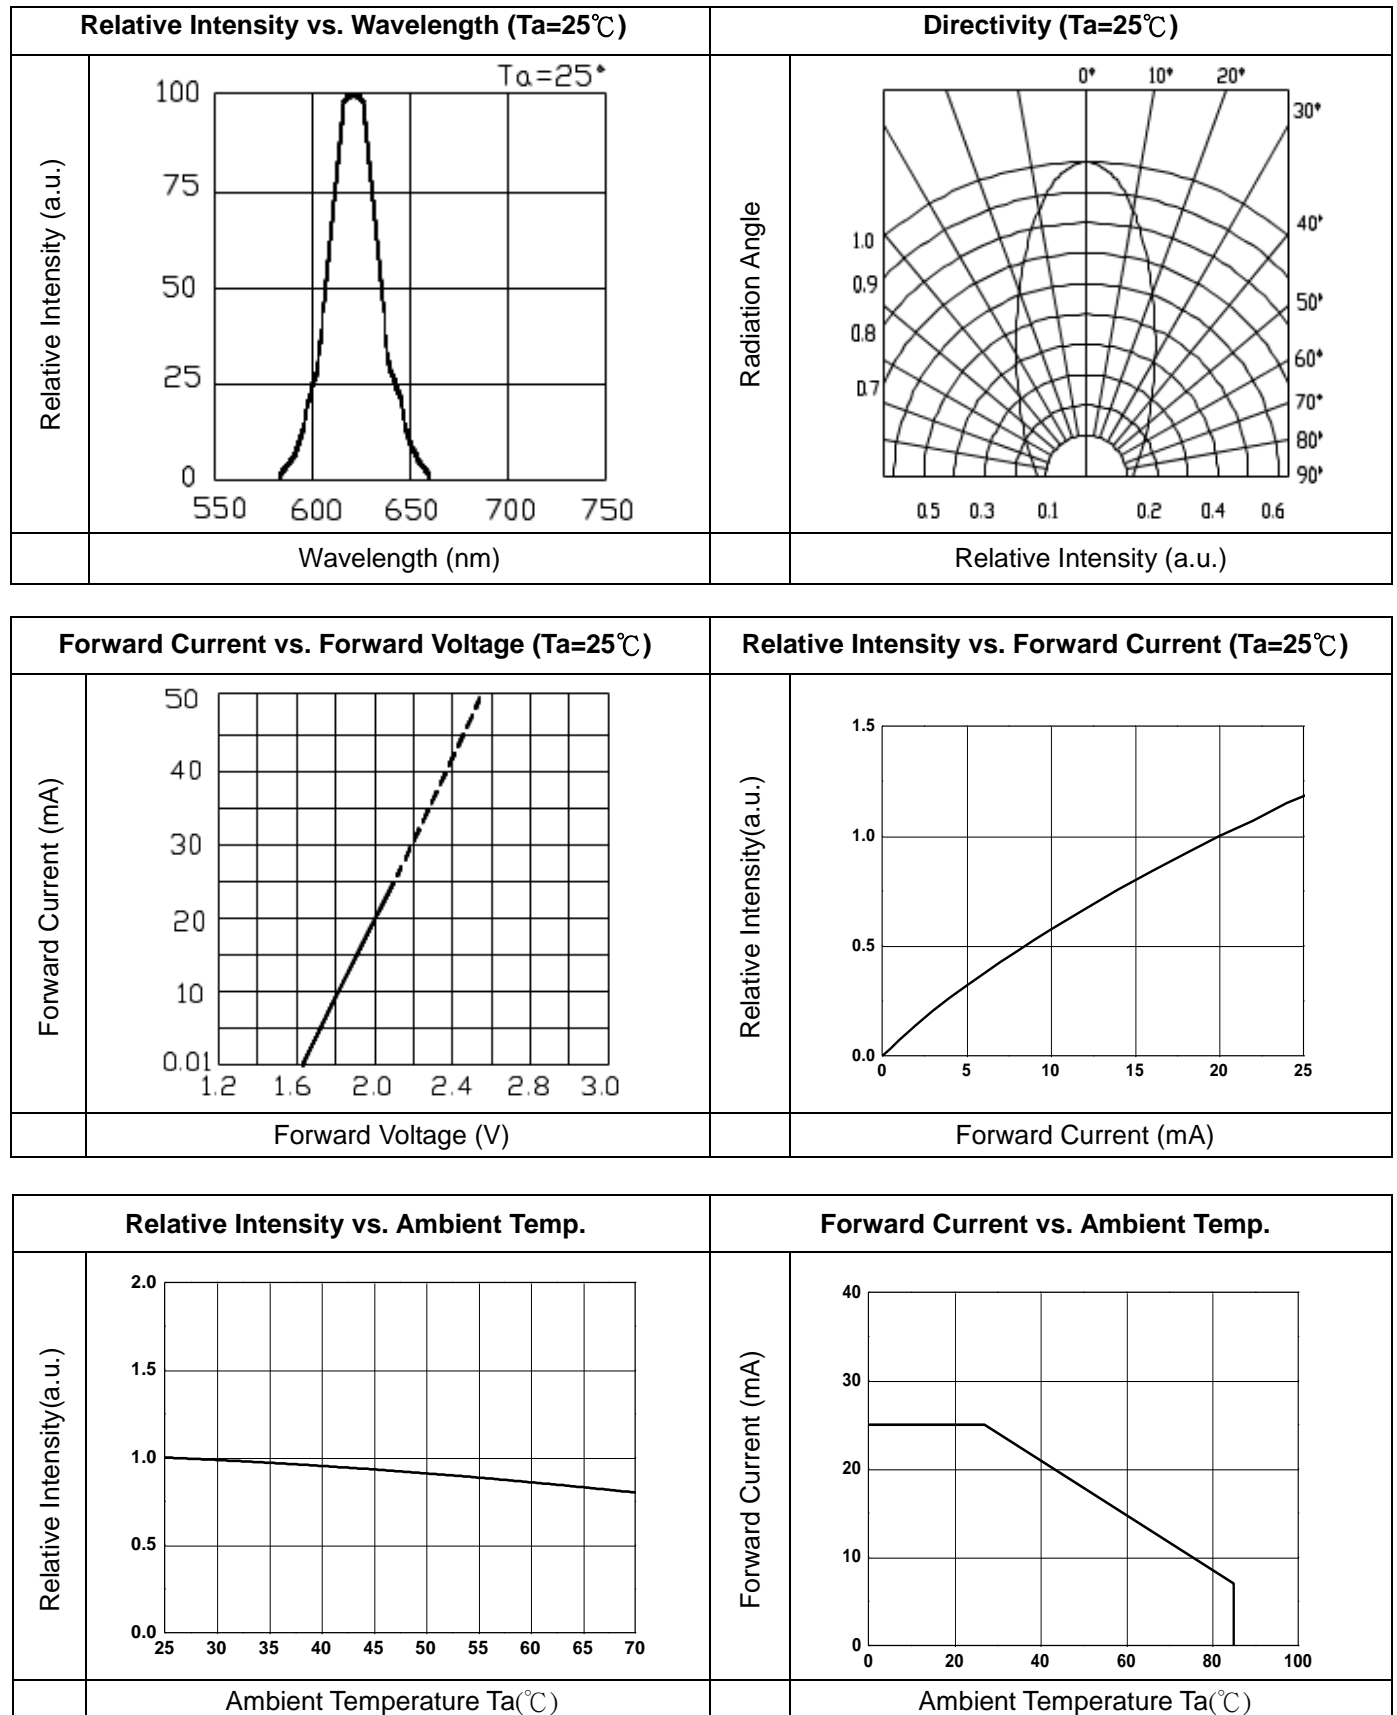 Relative Intensity vs. Wavelength (Ta=25℃)
Directivity (Ta=25℃)
Relative Intensity (a.u.)
Ta=25°
100
75
50
25
0
550 600 650 700 750
Wavelength (nm)
Radiation Angle
0° 10° 20°
30°
40°
50°
60°
70°
80°
90°
1.0
0.9
0.8
0.7
0.5 0.3 0.1 0.2 0.4 0.6
Relative Intensity (a.u.)
Forward Current vs. Forward Voltage (Ta=25℃)
Relative Intensity vs. Forward Current (Ta=25℃)
Forward Current (mA)
50
40
30
20
10
0.01
1.2 1.6 2.0 2.4 2.8 3.0
Forward Voltage (V)
Relative Intensity(a.u.)
1.5
1.0
0.5
0.0
0 5 10 15 20 25
Forward Current (mA)
Relative Intensity vs. Ambient Temp.
Forward Current vs. Ambient Temp.
Relative Intensity(a.u.)
2.0
1.5
1.0
0.5
0.0
25 30 35 40 45 50 55 60 65 70
Ambient Temperature Ta(℃)
Forward Current (mA)
40
30
20
10
0
0 20 40 60 80 100
Ambient Temperature Ta(℃)